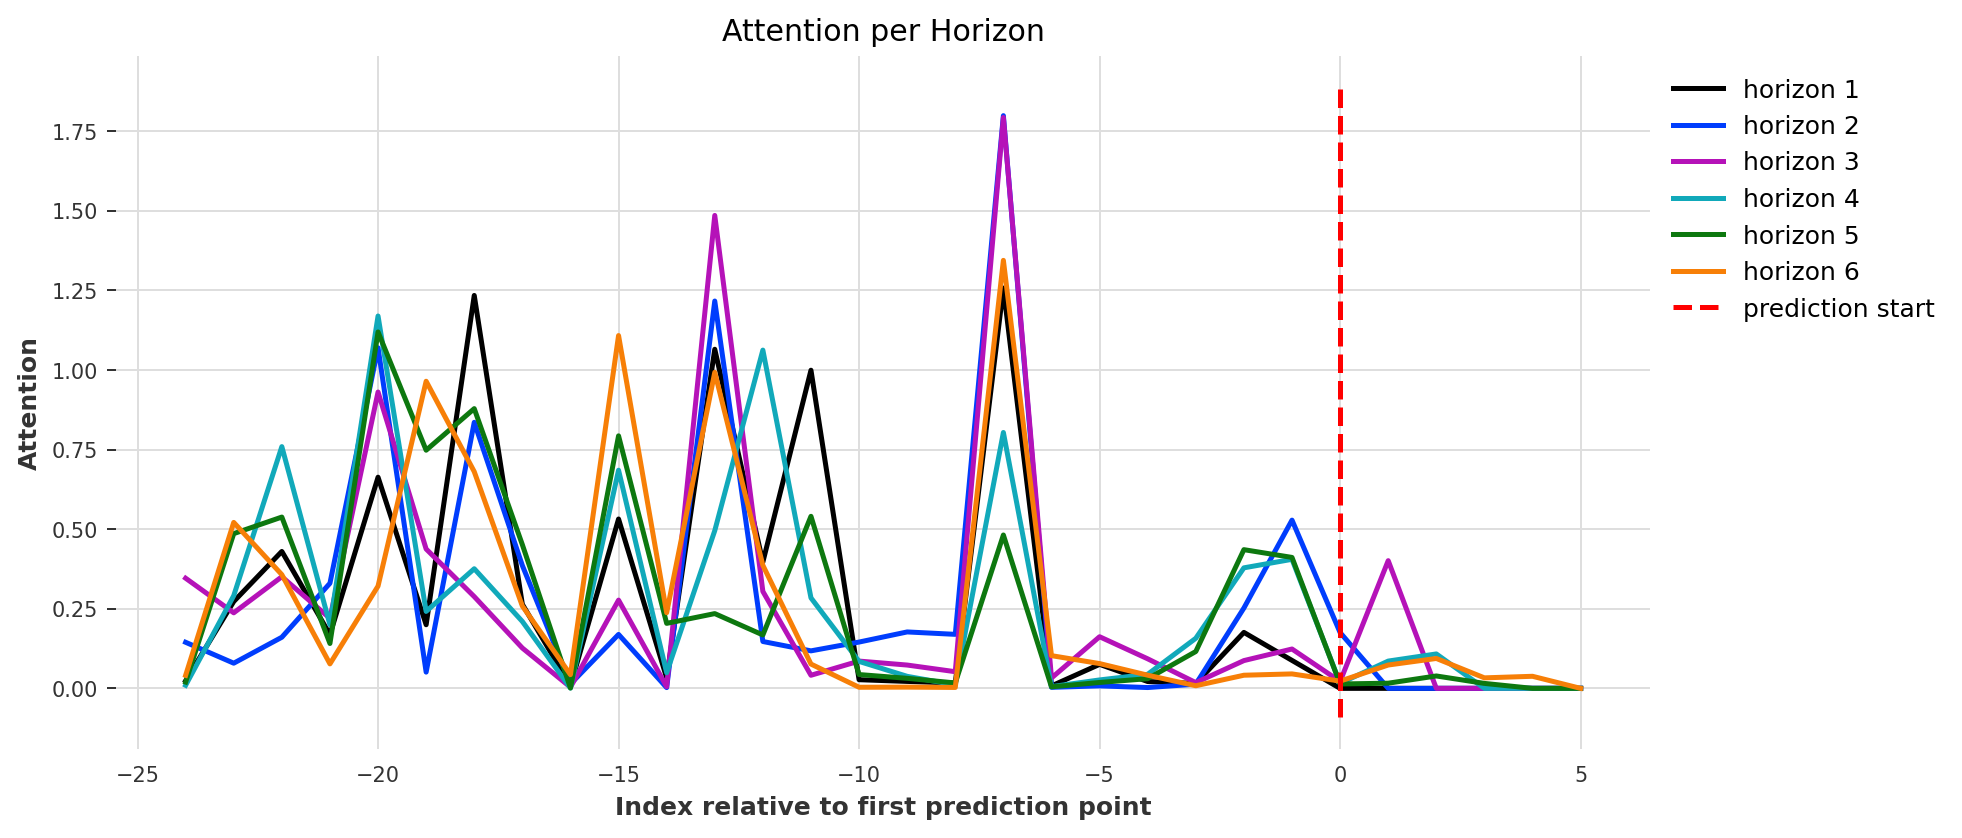 Attention per Horizon
horizon 1
horizon 2
horizon 3
horizon 4
horizon 5
horizon 6
prediction start
Attention
1.75
1.50
1.25
1.00
0.75
0.50
0.25
0.00
−25
−20
−15
−10
−5
0
5
Index relative to first prediction point